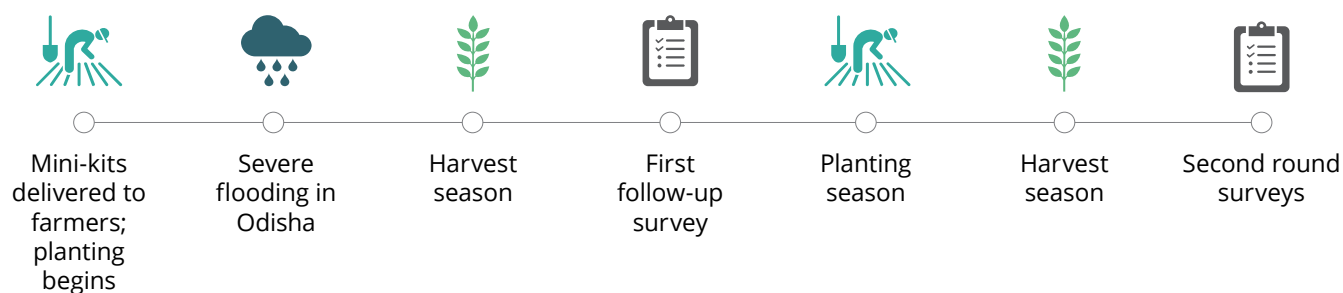 Mini-kits
delivered to
farmers;
planting
begins
Severe
flooding in
Odisha
Harvest
season
First
follow-up
survey
Planting
season
Harvest
season
Second round
surveys